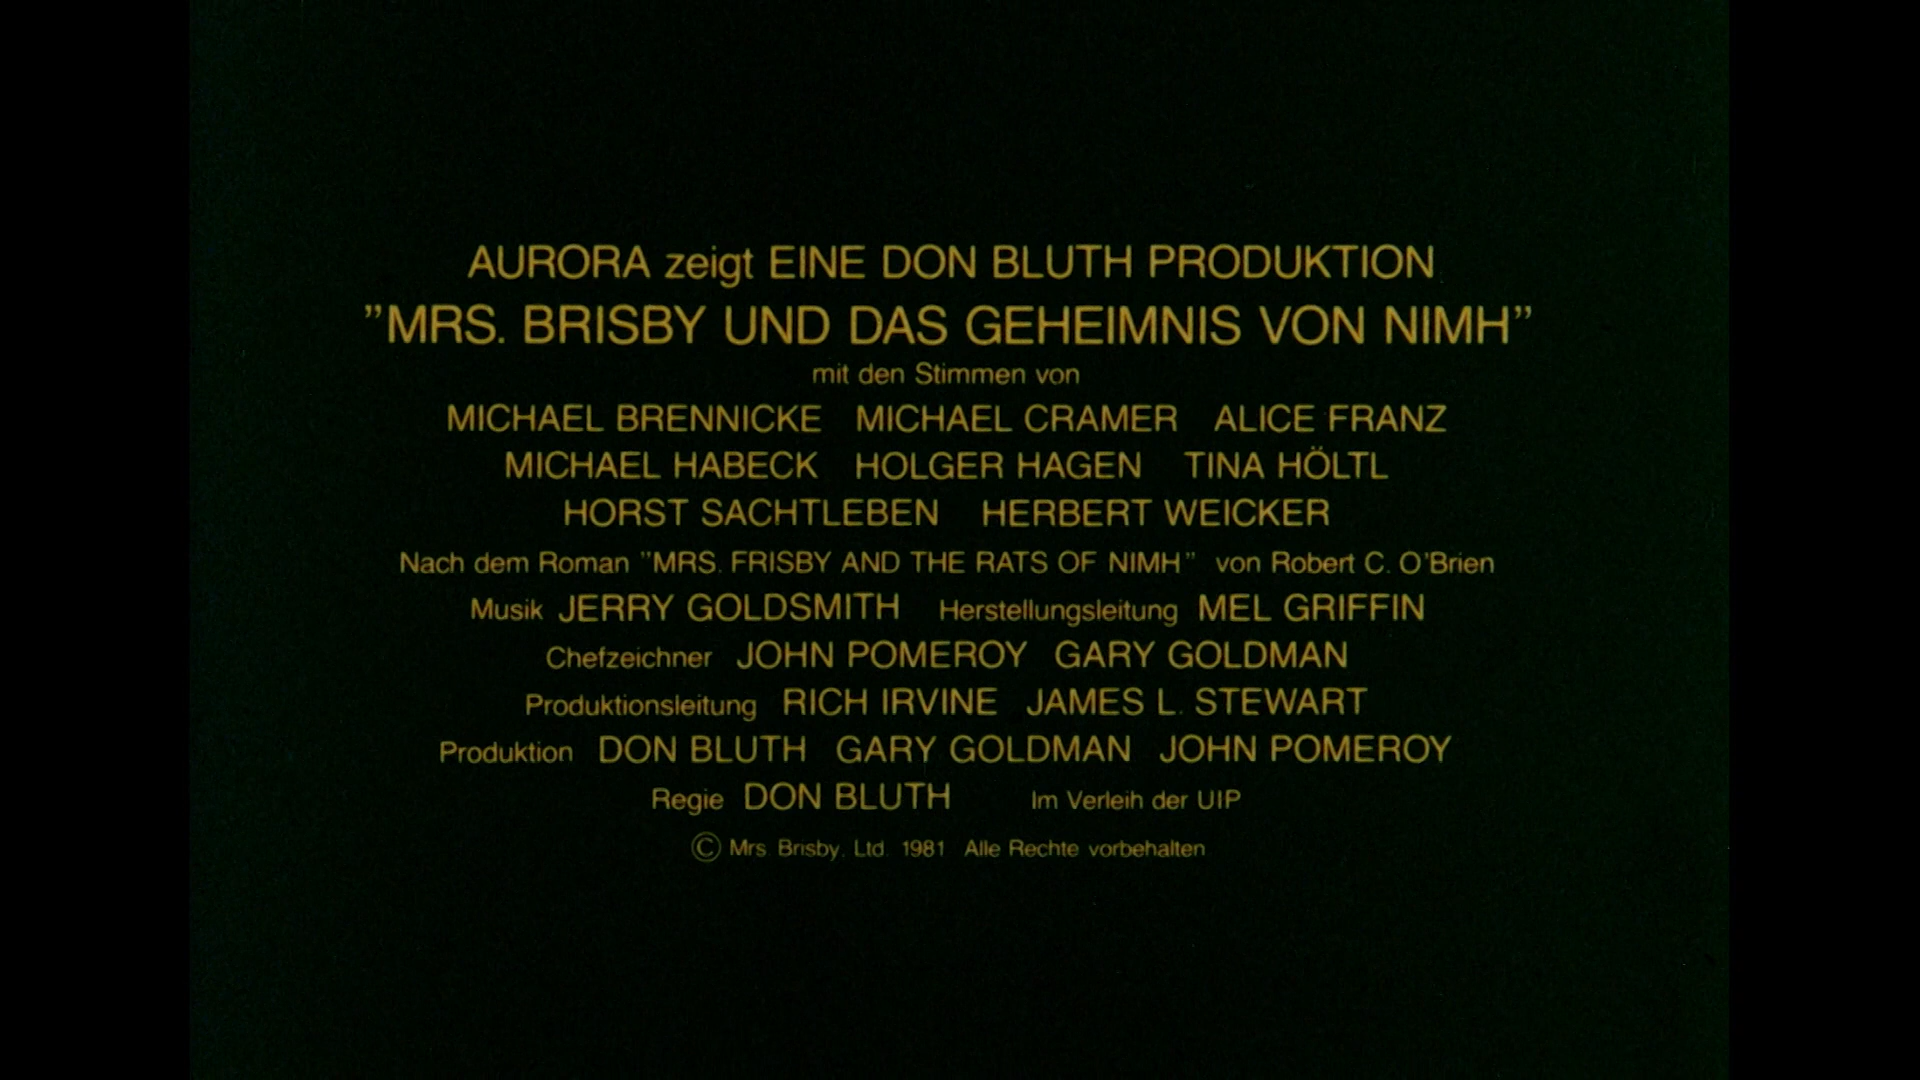 AURORA zeigt EINE DON BLUTH PRODUKTION
”MRS. BRISBY UND DAS GEHEIMNIS VON NIMH”
mit den Stimmen von
MICHAEL BRENNICKE MICHAEL CRAMER ALICE FRANZ
MICHAEL HABECK HOLGER HAGEN TINA HÖLTL
HORST SACHTLEBEN HERBERT WEICKER
Nach dem Roman ”MRS. FRISBY AND THE RATS OF NIMH” von Robert C. O'Brien
Musik JERRY GOLDSMITH Herstellungsleitung MEL GRIFFIN
Chefzeichner JOHN POMEROY GARY GOLDMAN
Produktionsleitung RICH IRVINE JAMES L. STEWART
Produktion DON BLUTH GARY GOLDMAN JOHN POMEROY
Regie DON BLUTH Im Verleih der UIP
© Mrs. Brisby, Ltd. 1981 Alle Rechte vorbehalten